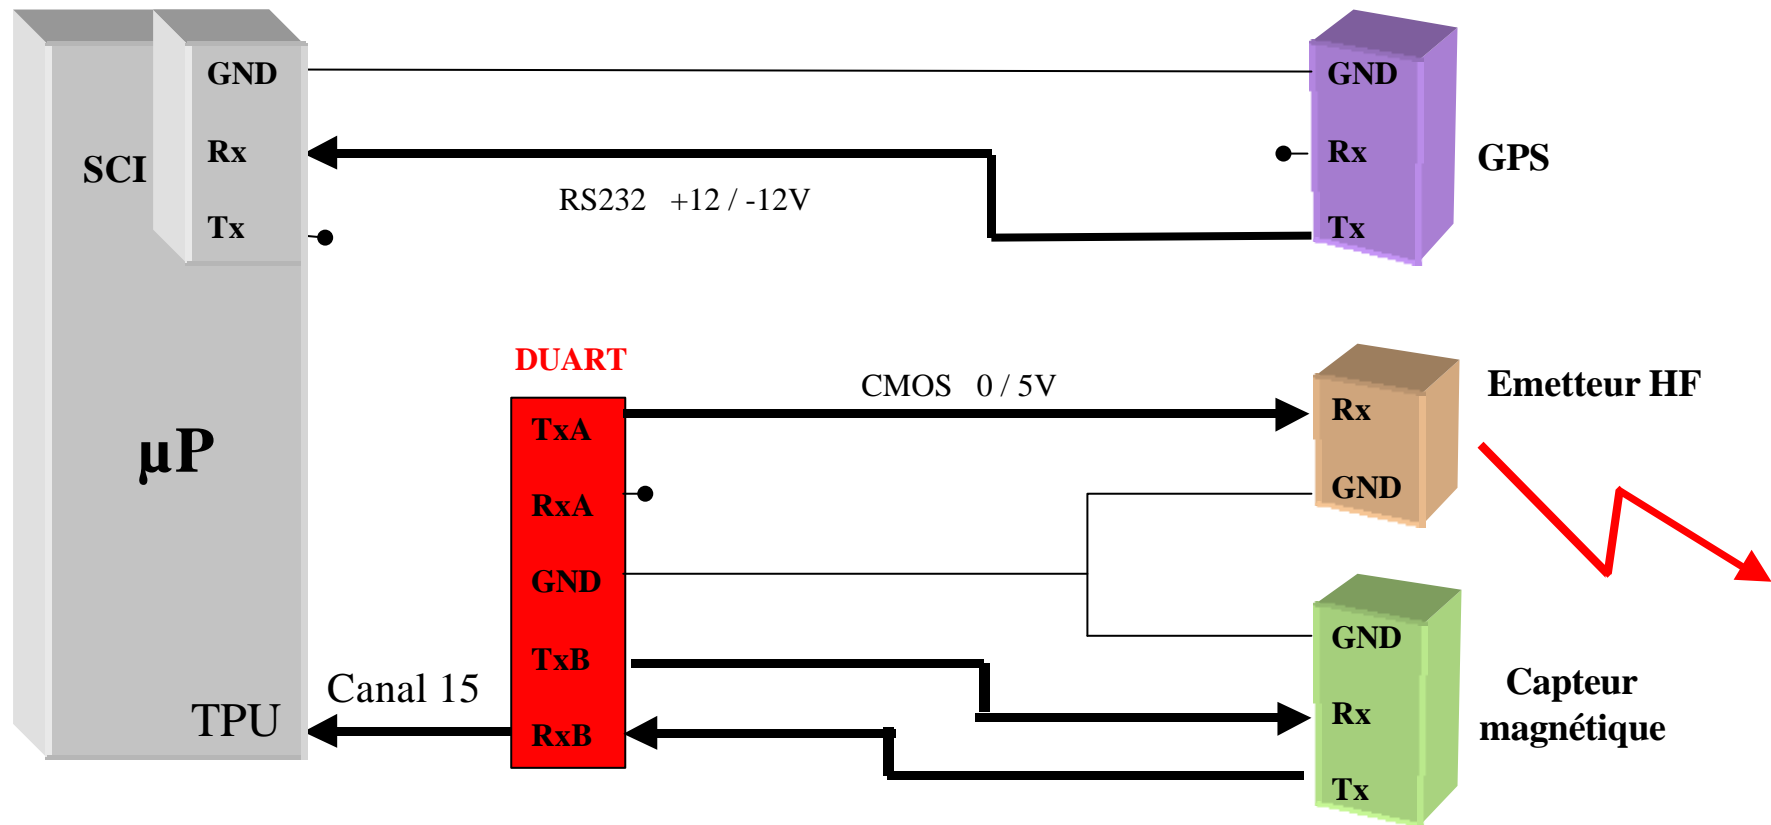 GND
SCI
Rx
Tx
µP
TPU
RS232 +12 / -12V
GND
Rx
Tx
GPS
DUART
TxA
RxA
GND
TxB
RxB
Canal 15
CMOS 0 / 5V
Rx
GND
Emetteur HF
GND
Rx
Tx
Capteur
magnétique